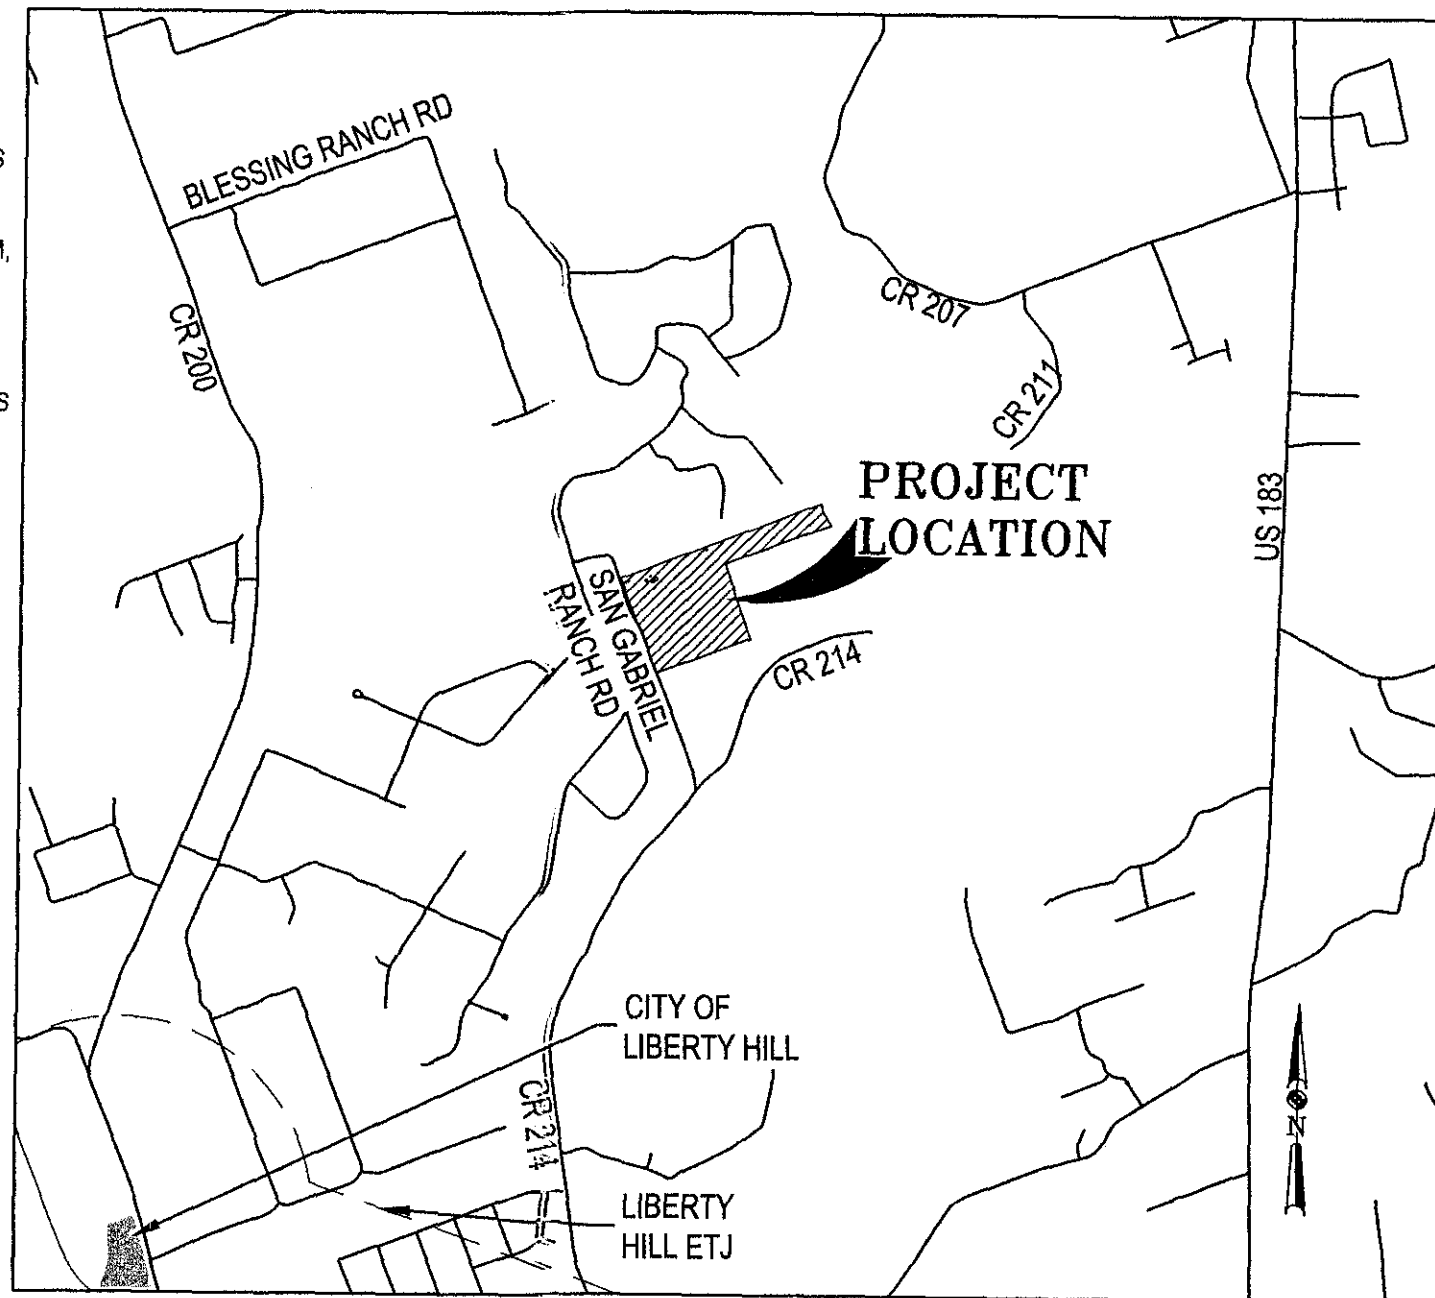 BLESSING RANCH RD
CR 200
CR 207
CR 211
PROJECT
LOCATION
US 183
SAN GABRIEL
RANCH RD
CR 214
CITY OF
LIBERTY HILL
CR 214
LIBERTY
HILL ETJ
N